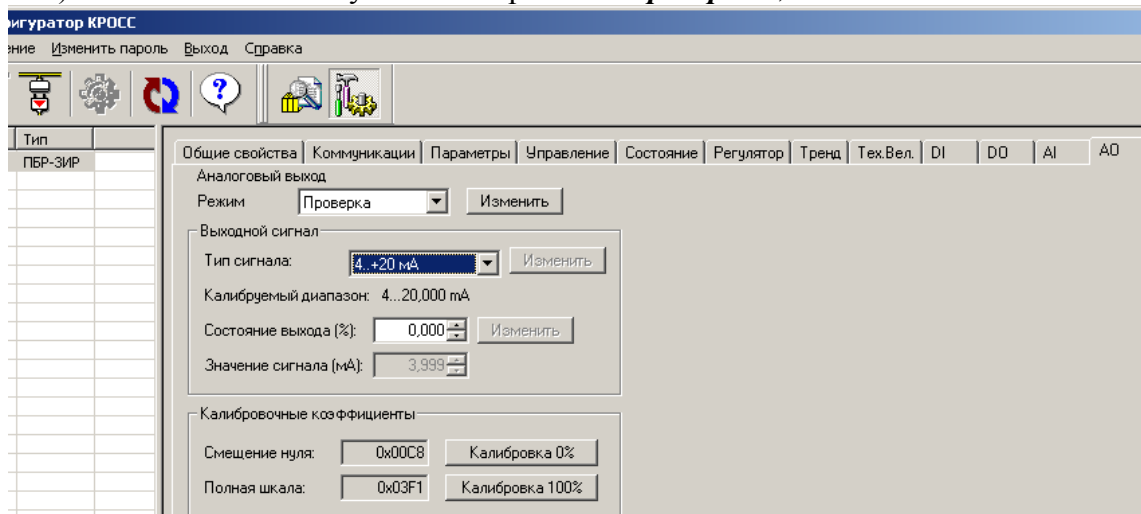 игуратор КРОСС
ение Изменить пароль Выход Справка
Тип
ПБР-3ИР
Общие свойства Коммуникации Параметры Управление Состояние Регулятор Тренд Тех.Вел. DI DO AI AO
Аналоговый выход
Режим Проверка Изменить
Выходной сигнал
Тип сигнала: 4..+20 мА Изменить
Калибруемый диапазон: 4...20,000 mA
Состояние выхода (%): 0,000 Изменить
Значение сигнала (мА): 3,999
Калибровочные коэффициенты
Смещение нуля: 0x00C8 Калибровка 0%
Полная шкала: 0x03F1 Калибровка 100%